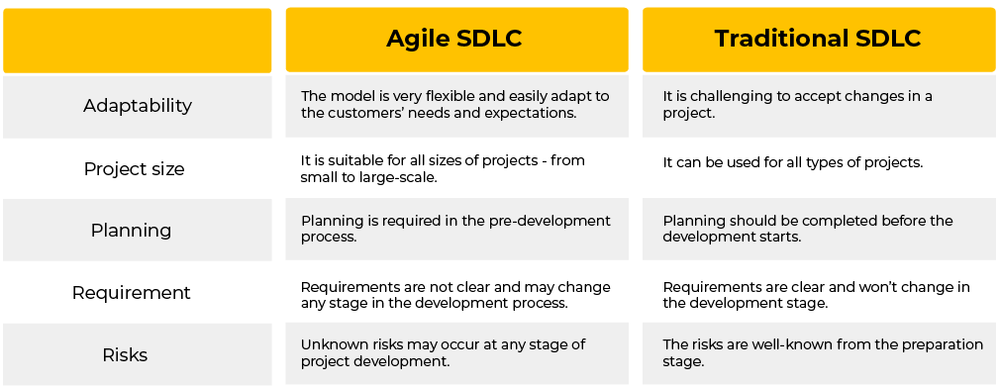 Agile SDLC
Traditional SDLC
Adaptability
The model is very flexible and easily adapt to
the customers' needs and expectations.
It is challenging to accept changes in a
project.
Project size
It is suitable for all sizes of projects - from
small to large-scale.
It can be used for all types of projects.
Planning
Planning is required in the pre-development
process.
Planning should be completed before the
development starts.
Requirement
Requirements are not clear and may change
any stage in the development process.
Requirements are clear and won't change in
the development stage.
Risks
Unknown risks may occur at any stage of
project development.
The risks are well-known from the preparation
stage.